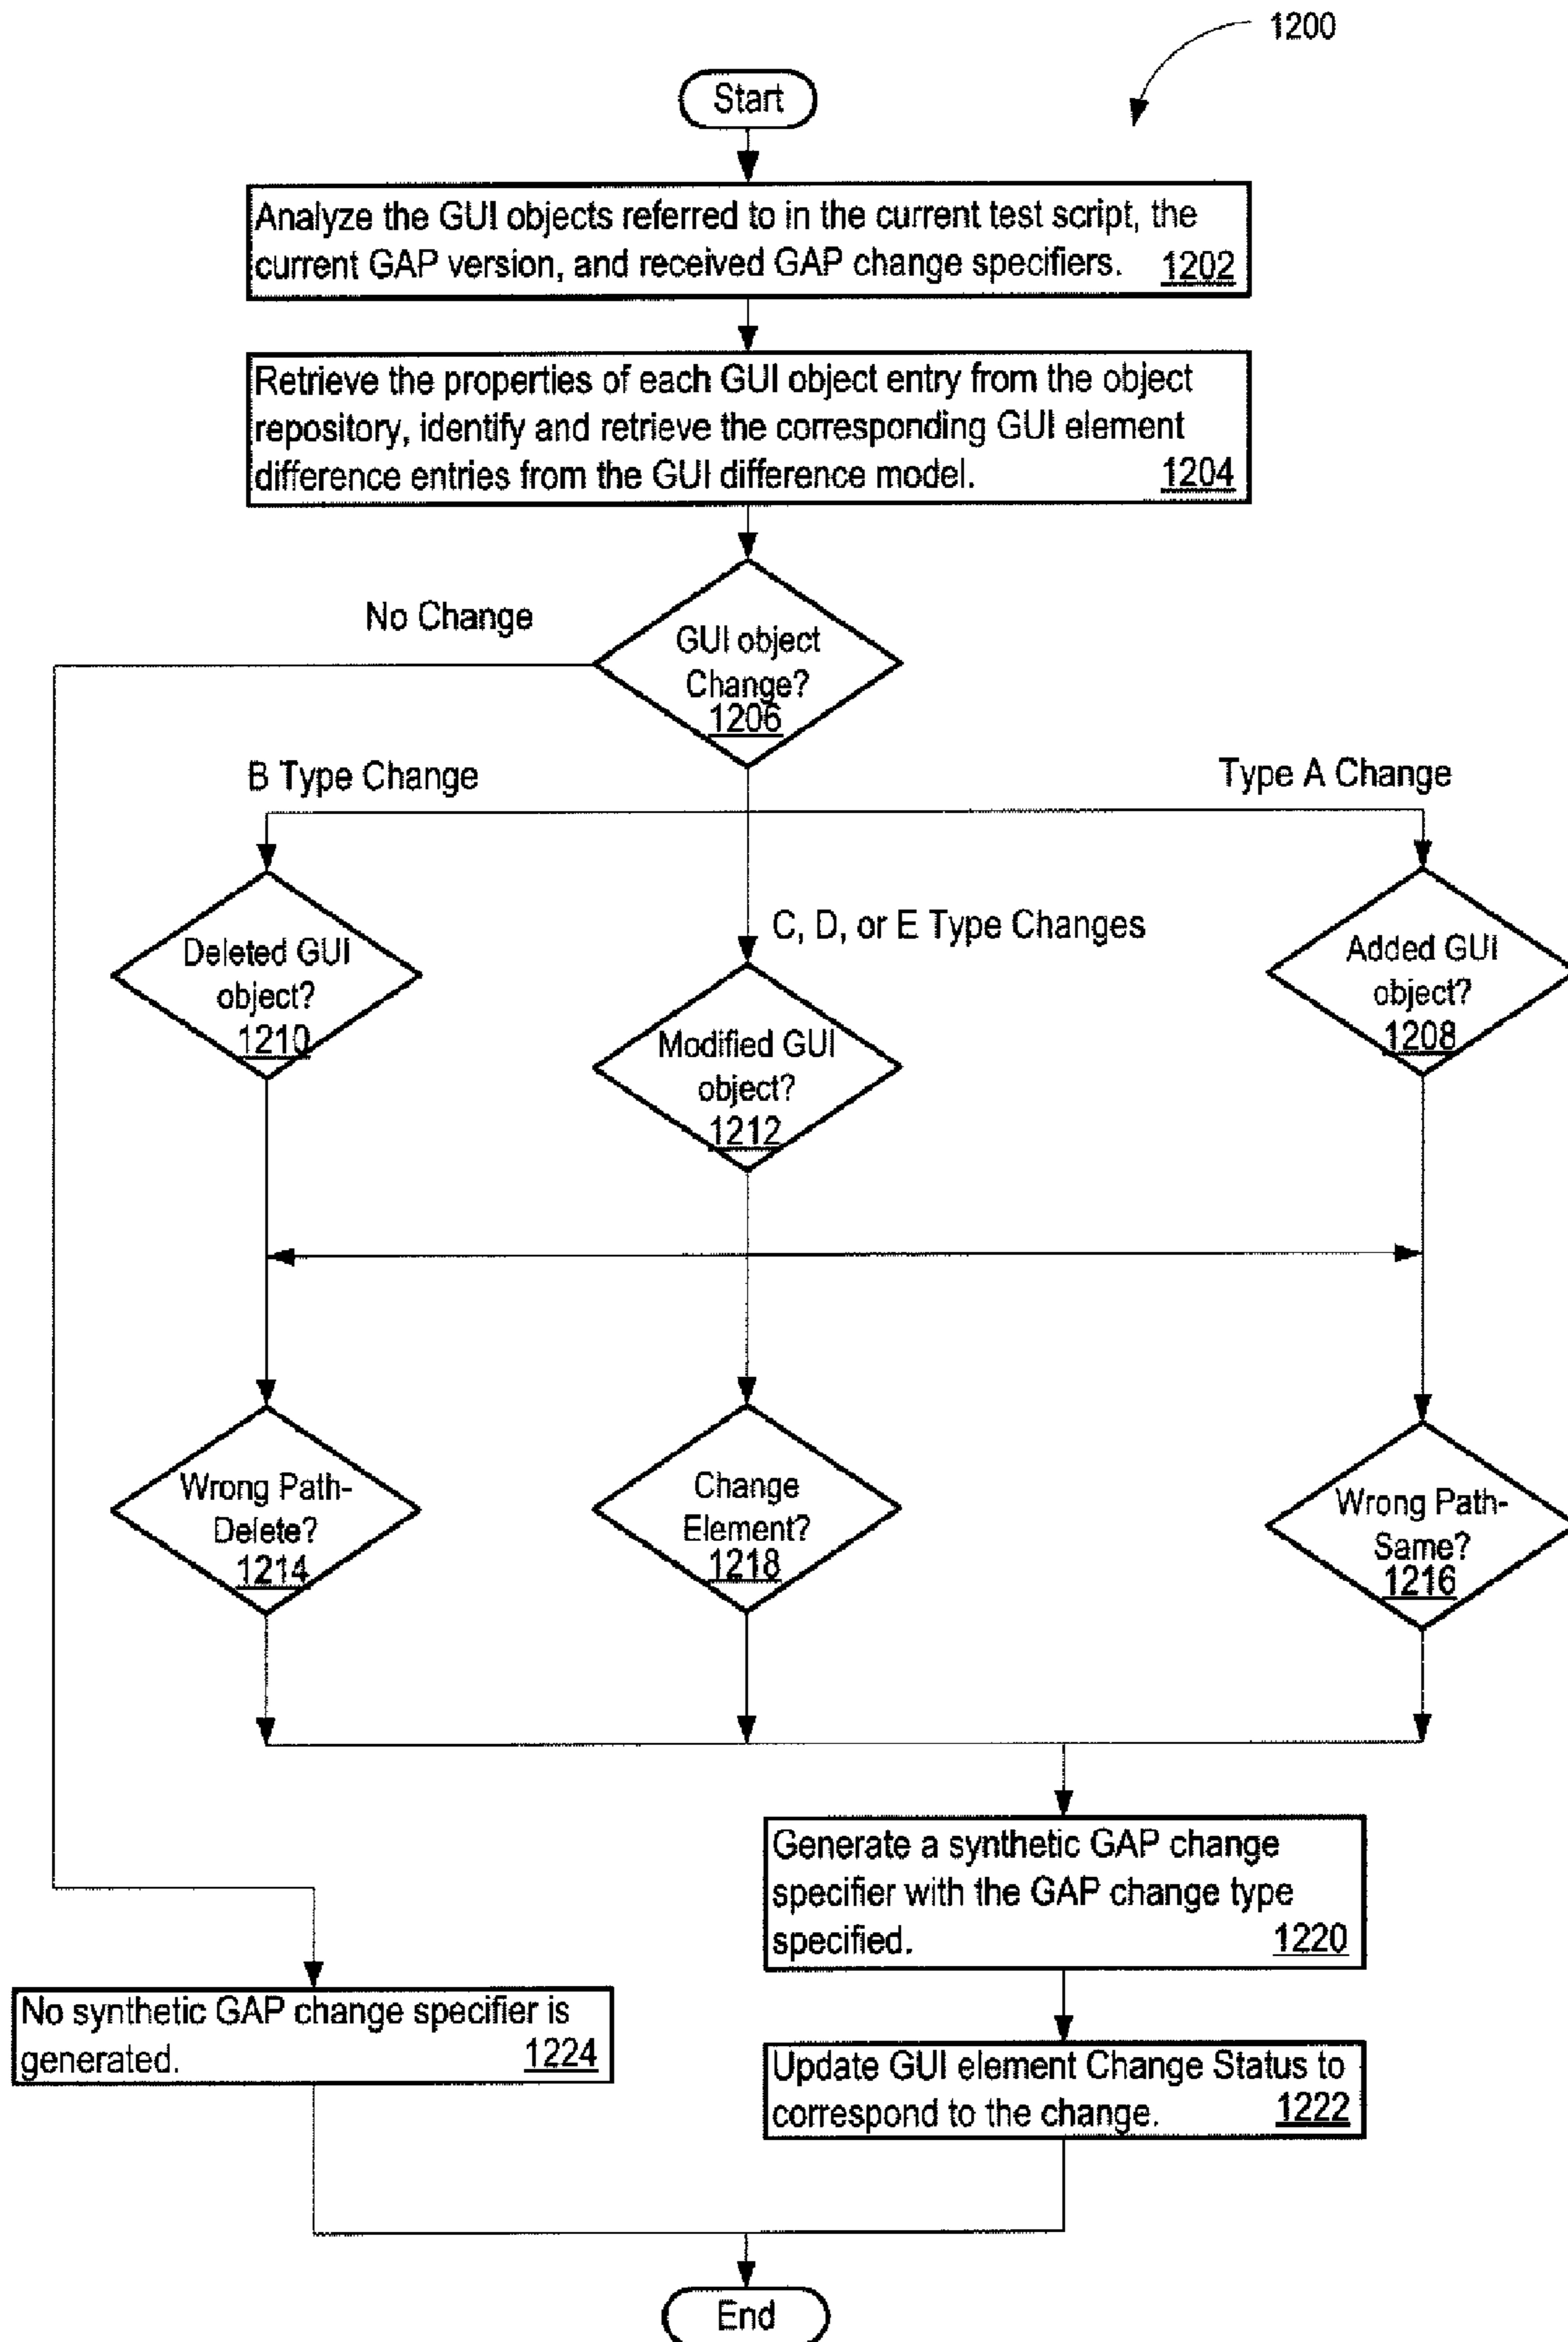 1200
Start
Analyze the GUI objects referred to in the current test script, the
current GAP version, and received GAP change specifiers. 1202
Retrieve the properties of each GUI object entry from the object
repository, identify and retrieve the corresponding GUI element
difference entries from the GUI difference model. 1204
No Change
GUI object
Change?
1206
B Type Change
Type A Change
C, D, or E Type Changes
Deleted GUI
object?
1210
Modified GUI
object?
1212
Added GUI
object?
1208
Wrong Path-
Delete?
1214
Change
Element?
1218
Wrong Path-
Same?
1216
Generate a synthetic GAP change
specifier with the GAP change type
specified. 1220
No synthetic GAP change specifier is
generated. 1224
Update GUI element Change Status to
correspond to the change. 1222
End